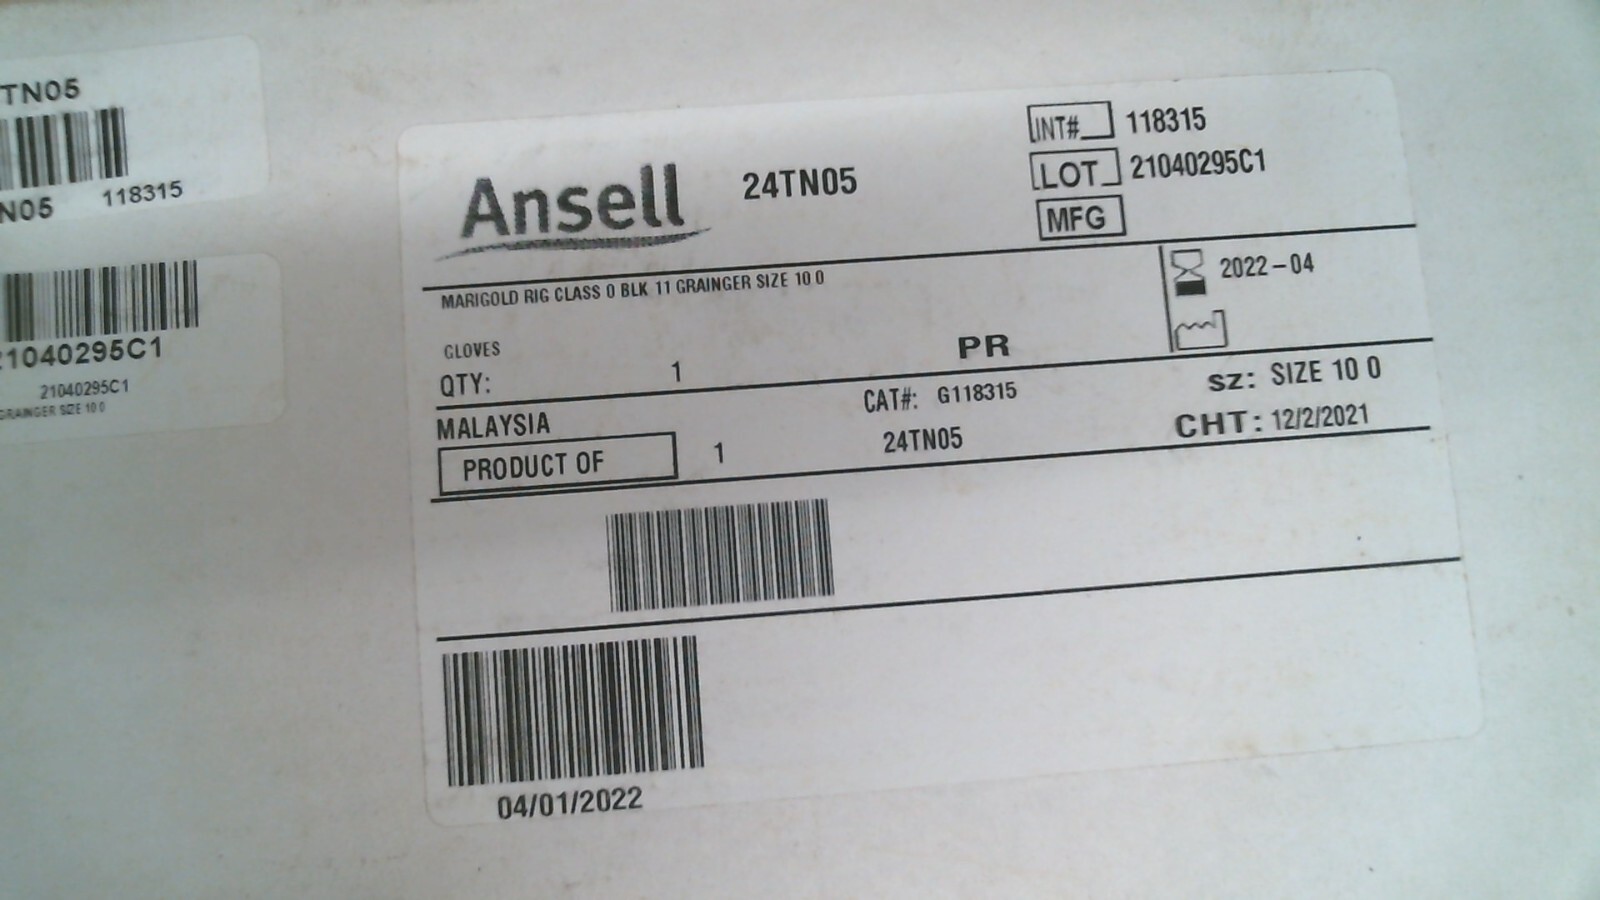 TN05
N05 118315
21040295C1
21040295C1
GRAINGER SIZE 10 0
Ansell
24TN05
INT# 118315
LOT 21040295C1
MFG
MARIGOLD RIG CLASS 0 BLK 11 GRAINGER SIZE 10 0
2022-04
GLOVES
QTY: 1 PR
MALAYSIA
CAT#: G118315
SZ: SIZE 10 0
PRODUCT OF 1
24TN05
CHT: 12/2/2021
04/01/2022